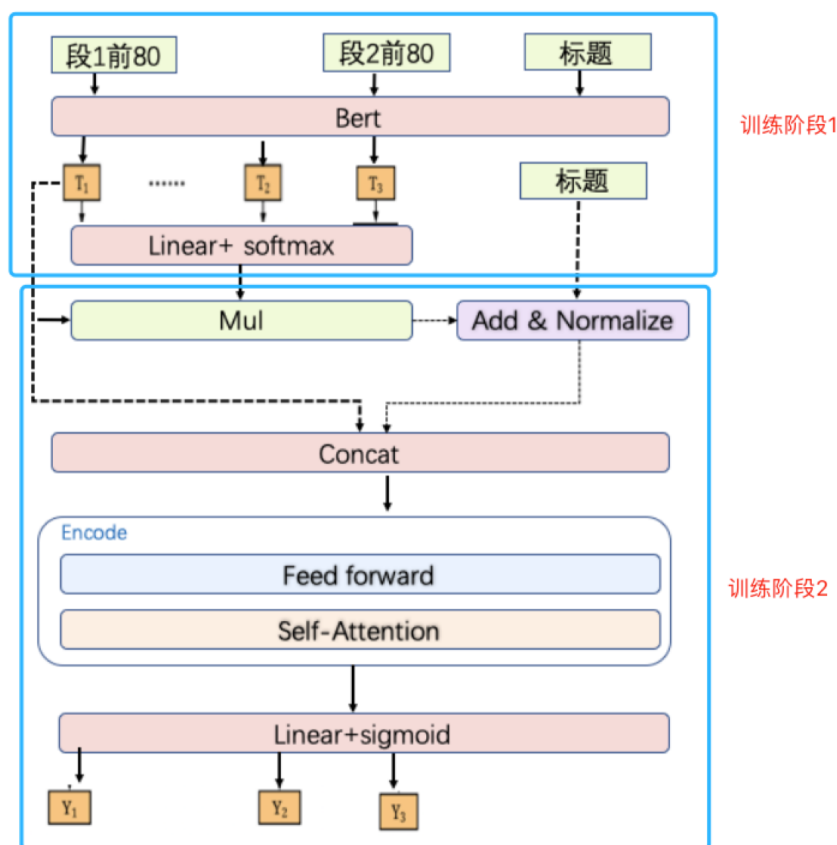 段1前80
段2前80
标题
Bert
训练阶段1
T₁
......
T₂
T₃
标题
Linear+ softmax
Mul
Add & Normalize
Concat
Encode
Feed forward
训练阶段2
Self-Attention
Linear+sigmoid
Y₁
Y₂
Y₃